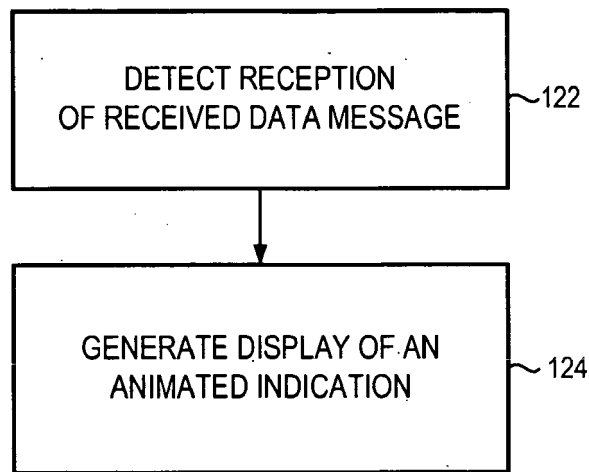 DETECT RECEPTION
OF RECEIVED DATA MESSAGE
122
GENERATE DISPLAY OF AN
ANIMATED INDICATION
124